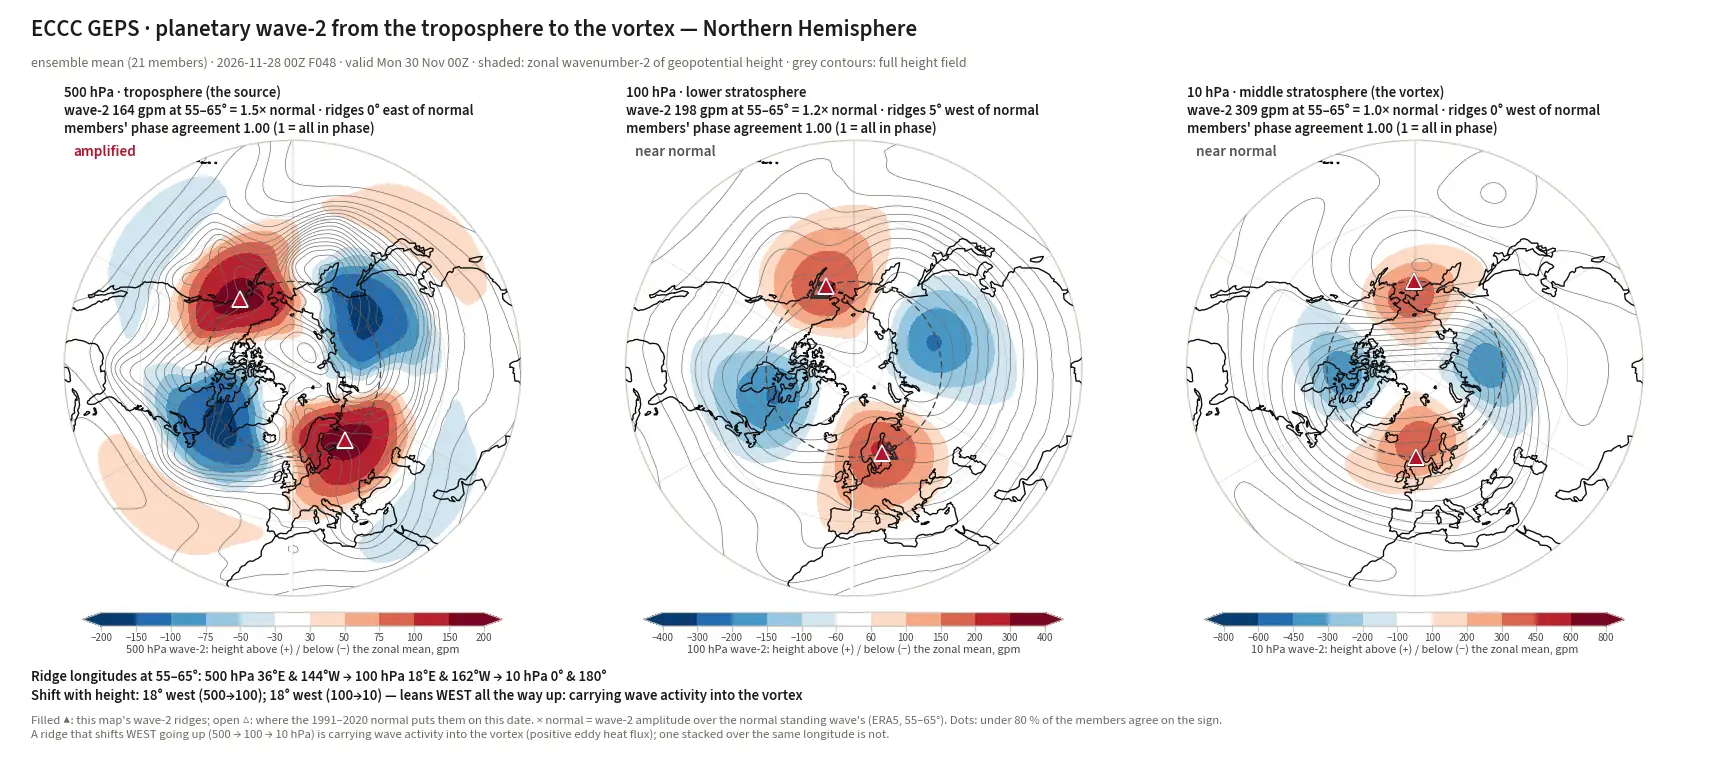 ECCC GEPS · planetary wave-2 from the troposphere to the vortex — Northern Hemisphere
ensemble mean (21 members) · 2026-11-28 00Z F048 · valid Mon 30 Nov 00Z · shaded: zonal wavenumber-2 of geopotential height · grey contours: full height field
500 hPa · troposphere (the source)
wave-2 164 gpm at 55–65° = 1.5× normal · ridges 0° east of normal
members' phase agreement 1.00 (1 = all in phase)
amplified
100 hPa · lower stratosphere
wave-2 198 gpm at 55–65° = 1.2× normal · ridges 5° west of normal
members' phase agreement 1.00 (1 = all in phase)
near normal
10 hPa · middle stratosphere (the vortex)
wave-2 309 gpm at 55–65° = 1.0× normal · ridges 0° west of normal
members' phase agreement 1.00 (1 = all in phase)
near normal
−200 −150 −100 −75 −50 −30 30 50 75 100 150 200
500 hPa wave-2: height above (+) / below (−) the zonal mean, gpm
−400 −300 −200 −150 −100 −60 60 100 150 200 300 400
100 hPa wave-2: height above (+) / below (−) the zonal mean, gpm
−800 −600 −450 −300 −200 −100 100 200 300 450 600 800
10 hPa wave-2: height above (+) / below (−) the zonal mean, gpm
Ridge longitudes at 55–65°: 500 hPa 36°E & 144°W → 100 hPa 18°E & 162°W → 10 hPa 0° & 180°
Shift with height: 18° west (500→100); 18° west (100→10) — leans WEST all the way up: carrying wave activity into the vortex
Filled ▲: this map's wave-2 ridges; open △: where the 1991–2020 normal puts them on this date. × normal = wave-2 amplitude over the normal standing wave's (ERA5, 55–65°). Dots: under 80 % of the members agree on the sign.
A ridge that shifts WEST going up (500 → 100 → 10 hPa) is carrying wave activity into the vortex (positive eddy heat flux); one stacked over the same longitude is not.